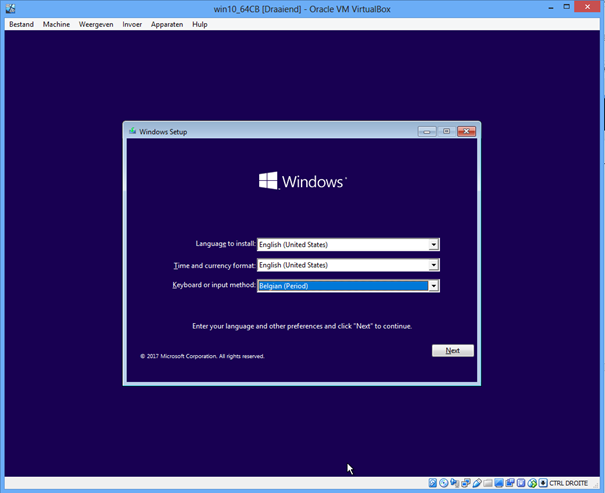 win10_64CB [Draaiend] - Oracle VM VirtualBox
Bestand Machine Weergeven Invoer Apparaten Hulp
Windows Setup
Windows
Language to install: English (United States)
Time and currency format: English (United States)
Keyboard or input method: Belgian (Period)
Enter your language and other preferences and click "Next" to continue.
Next
© 2017 Microsoft Corporation. All rights reserved.
CTRL DROITE